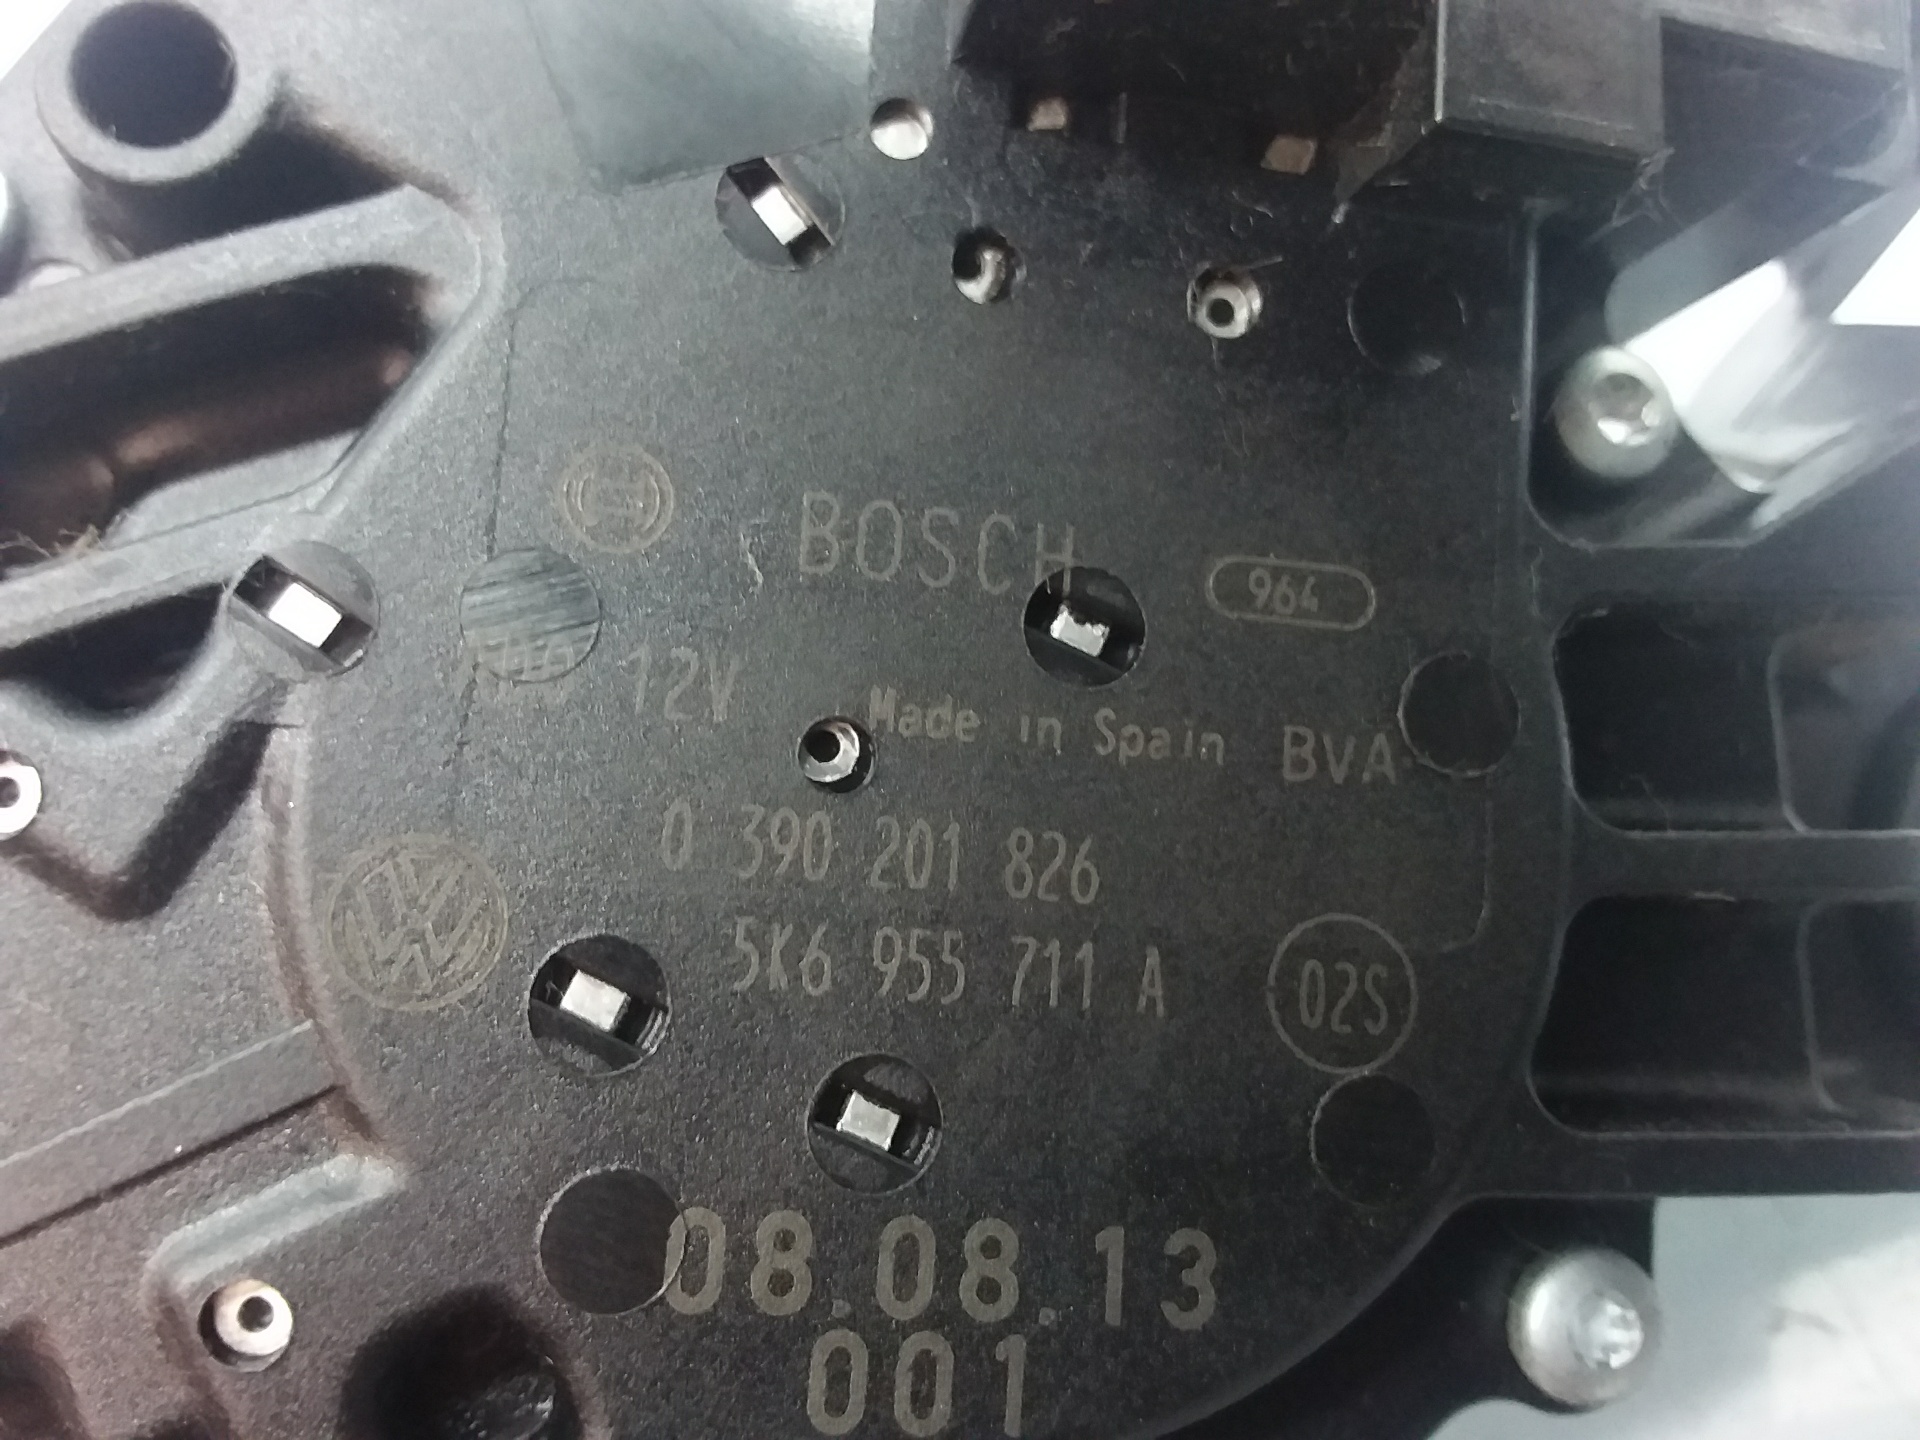 BOSCH
964
12V
Made in Spain BVA
0 390 201 826
5K6 955 711 A
02S
08.08.13
001